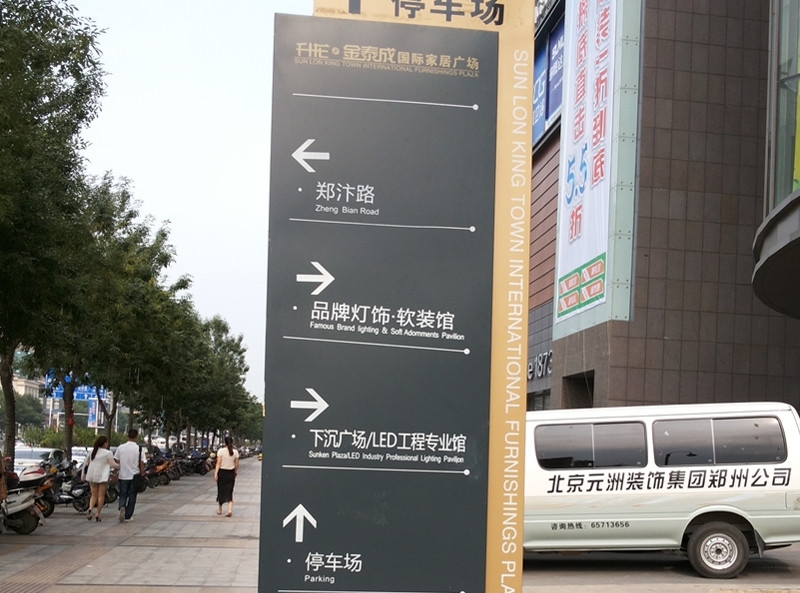 停车场
FHE·金泰成国际家居广场
SUN LON KING TOWN INTERNATIONAL FURNISHINGS PLAZA
郑汴路
Zheng Bian Road
品牌灯饰·软装馆
Famous Brand lighting & Soft Adornments Pavilion
下沉广场/LED工程专业馆
Sunken Plaza/LED Industry Professional Lighting Pavilion
停车场
Parking
SUN LON KING TOWN INTERNATIONAL FURNISHINGS PLA
5.5折
e 1873
北京元洲装饰集团郑州公司
咨询热线：65713656